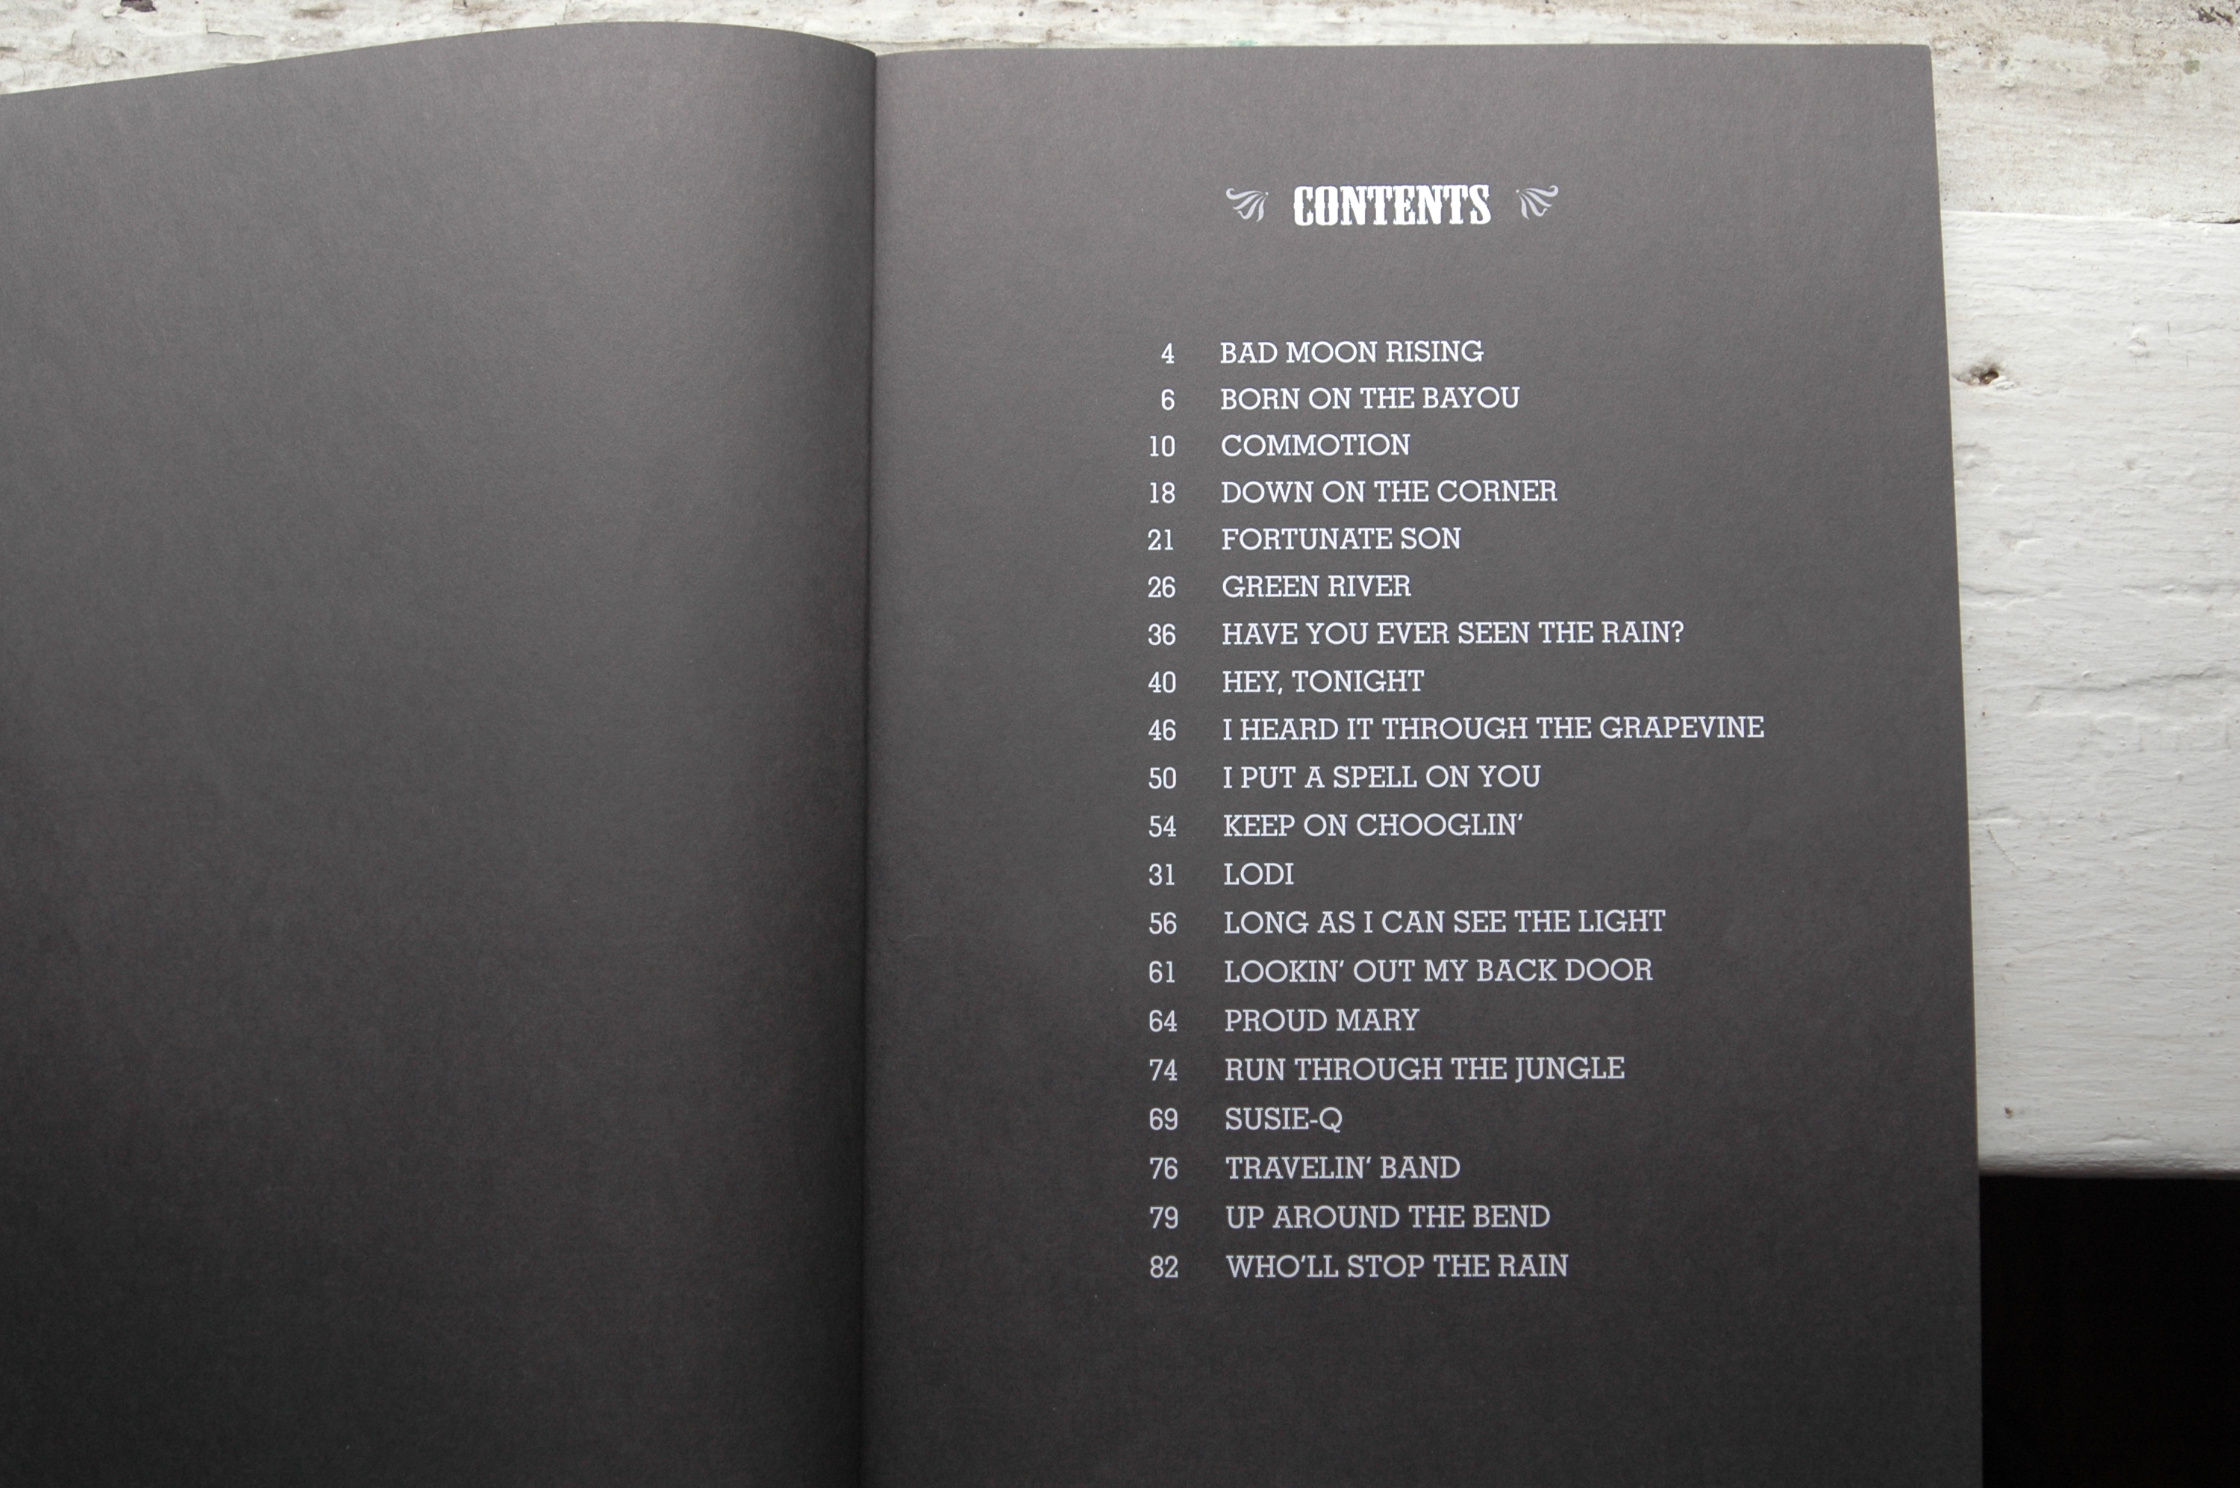 CONTENTS
4 BAD MOON RISING
6 BORN ON THE BAYOU
10 COMMOTION
18 DOWN ON THE CORNER
21 FORTUNATE SON
26 GREEN RIVER
36 HAVE YOU EVER SEEN THE RAIN?
40 HEY, TONIGHT
46 I HEARD IT THROUGH THE GRAPEVINE
50 I PUT A SPELL ON YOU
54 KEEP ON CHOOGLIN’
31 LODI
56 LONG AS I CAN SEE THE LIGHT
61 LOOKIN’ OUT MY BACK DOOR
64 PROUD MARY
74 RUN THROUGH THE JUNGLE
69 SUSIE-Q
76 TRAVELIN’ BAND
79 UP AROUND THE BEND
82 WHO’LL STOP THE RAIN